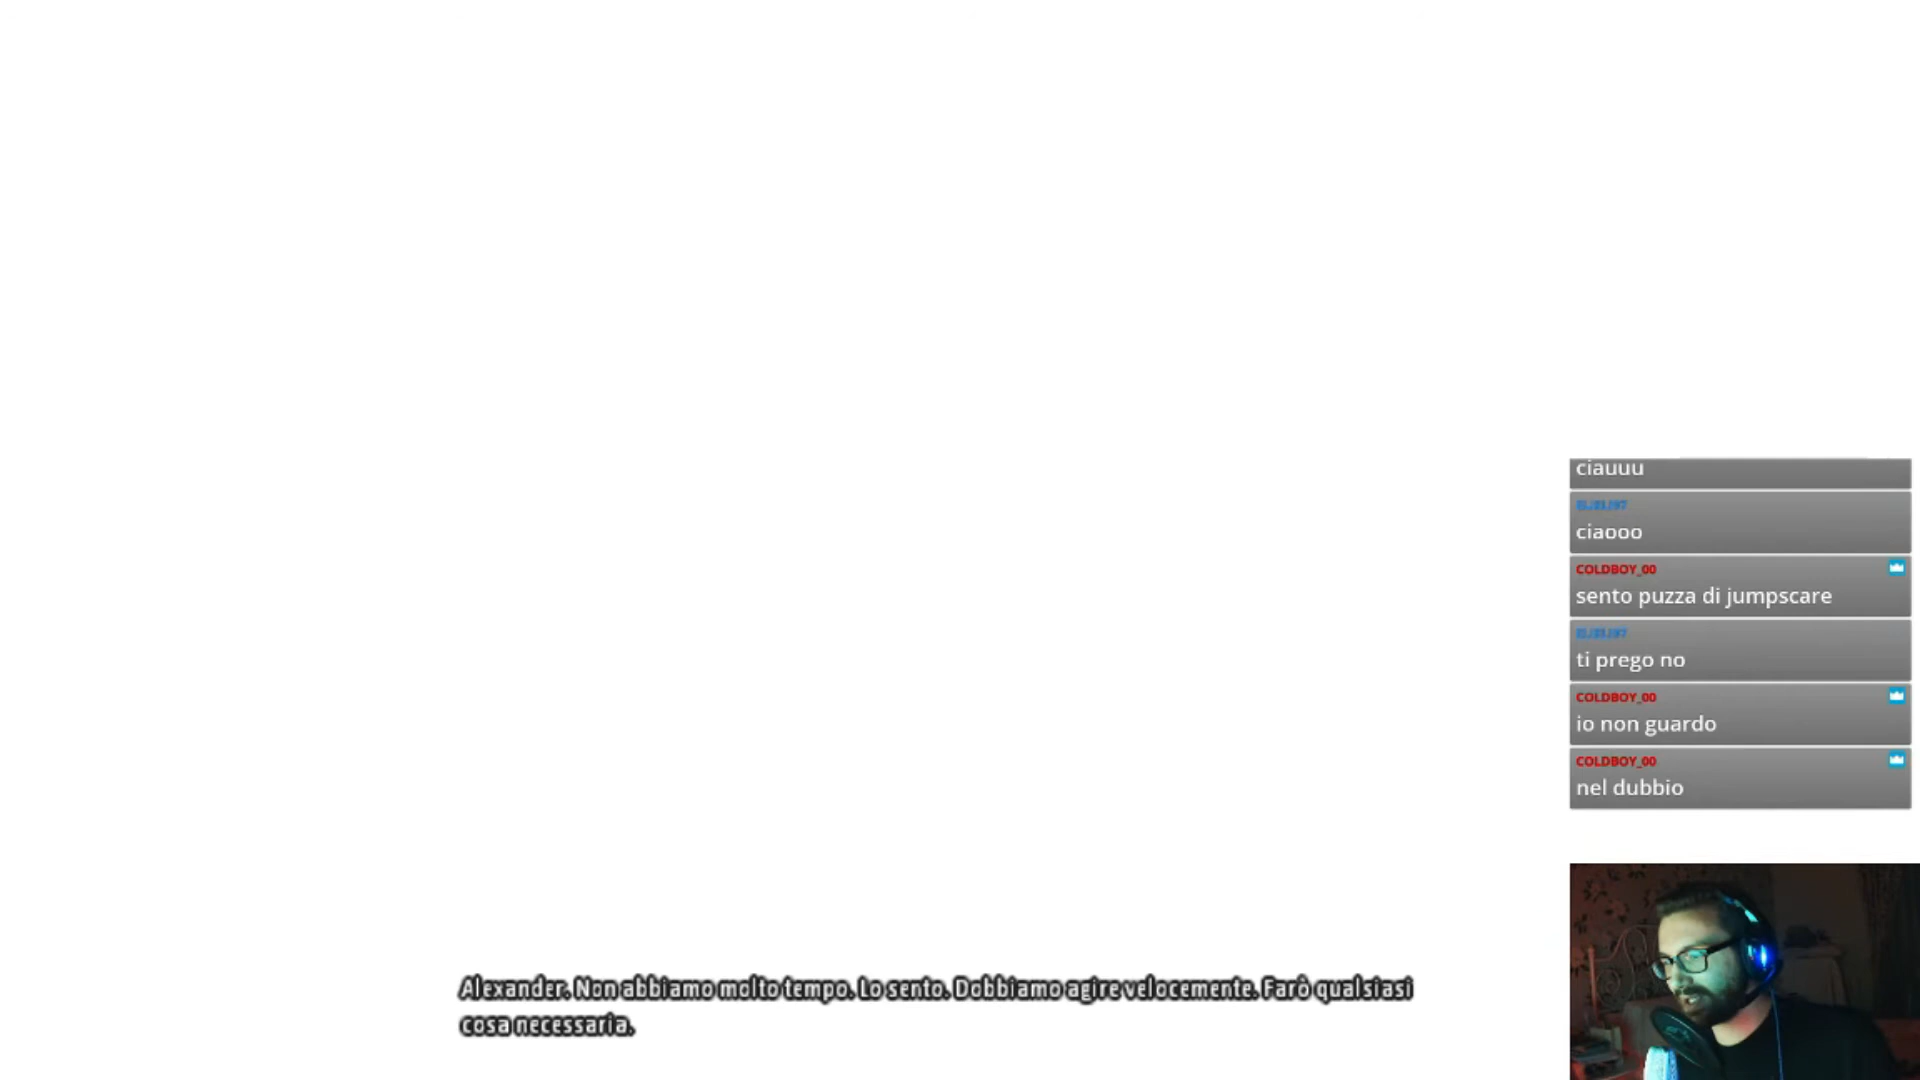 ciauuu
ciaooo
COLDBOY_00
sento puzza di jumpscare
ti prego no
COLDBOY_00
io non guardo
COLDBOY_00
nel dubbio
Alexander. Non abbiamo molto tempo. Lo sento. Dobbiamo agire velocemente. Farò qualsiasi
cosa necessaria.